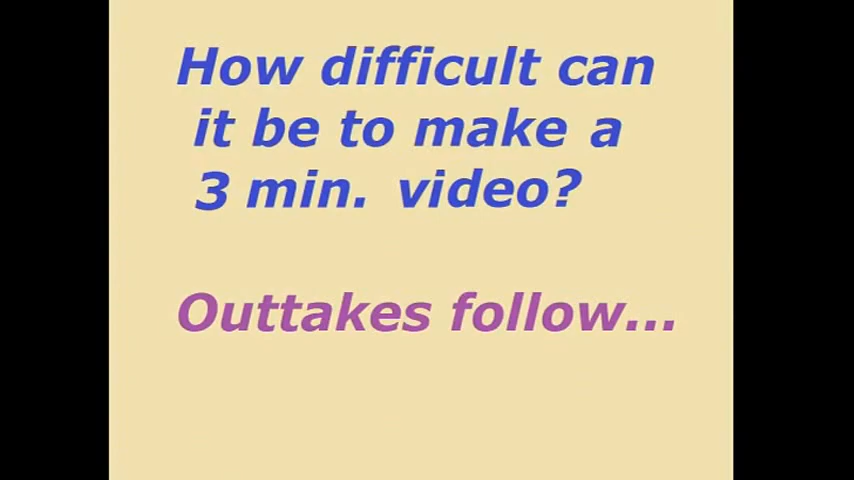 How difficult can
it be to make a
3 min. video?
Outtakes follow...